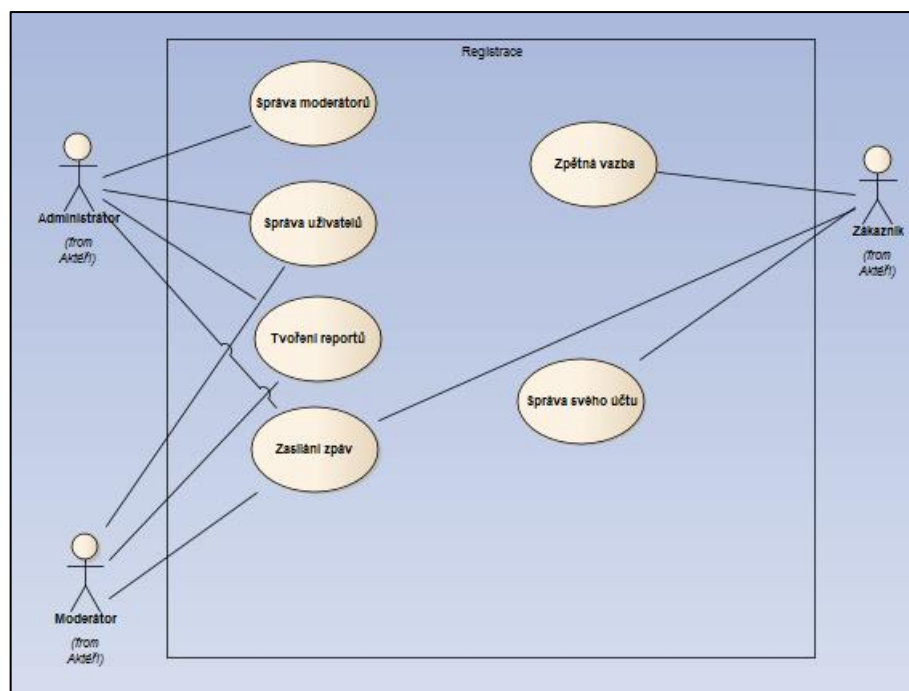 Registrace
Správa moderátorů
Zpětná vazba
Administrátor
(from
Aktéři)
Správa uživatelů
Zákazník
(from
Aktéři)
Tvoření reportů
Správa svého účtu
Zasílání zpáv
Moderátor
(from
Aktéři)